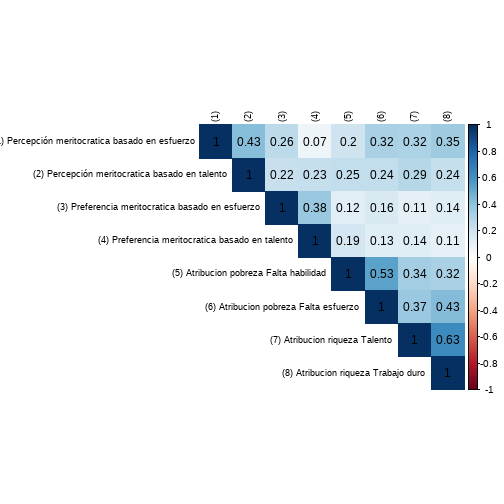 (1) (2) (3) (4) (5) (6) (7) (8)
) Percepción meritocratica basado en esfuerzo 1 0.43 0.26 0.07 0.2 0.32 0.32 0.35
(2) Percepción meritocratica basado en talento 1 0.22 0.23 0.25 0.24 0.29 0.24
(3) Preferencia meritocratica basado en esfuerzo 1 0.38 0.12 0.16 0.11 0.14
(4) Preferencia meritocratica basado en talento 1 0.19 0.13 0.14 0.11
(5) Atribucion pobreza Falta habilidad 1 0.53 0.34 0.32
(6) Atribucion pobreza Falta esfuerzo 1 0.37 0.43
(7) Atribucion riqueza Talento 1 0.63
(8) Atribucion riqueza Trabajo duro 1
1
0.8
0.6
0.4
0.2
0
-0.2
-0.4
-0.6
-0.8
-1